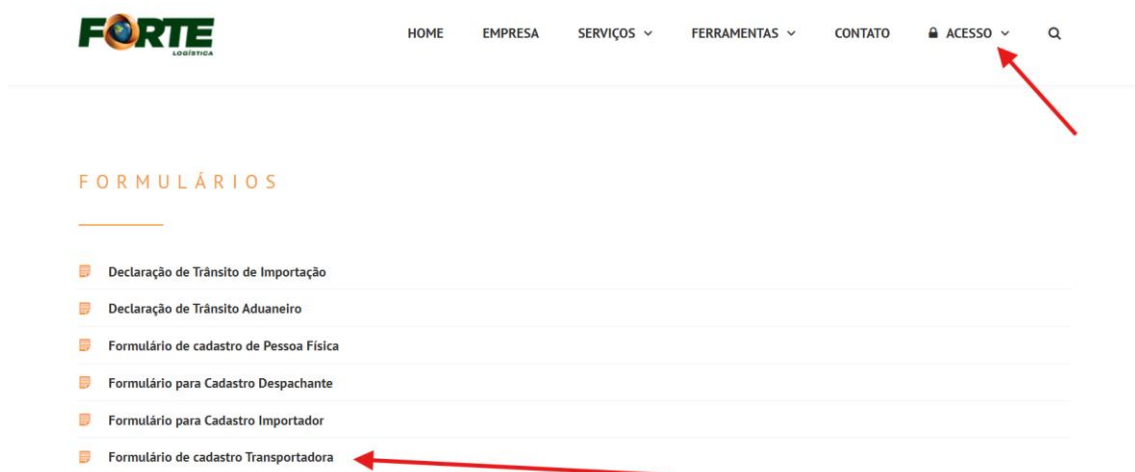 FORTE
LOGÍSTICA
HOME EMPRESA SERVIÇOS FERRAMENTAS CONTATO ACESSO
FORMULÁRIOS
Declaração de Trânsito de Importação
Declaração de Trânsito Aduaneiro
Formulário de cadastro de Pessoa Física
Formulário para Cadastro Despachante
Formulário para Cadastro Importador
Formulário de cadastro Transportadora